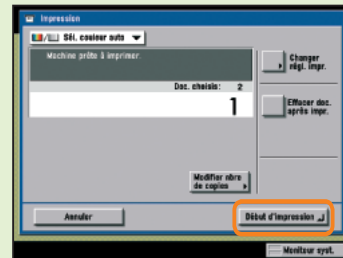 Impression
Sél. couleur auto
Machine prête à imprimer.
Changer
régl. impr.
Doc. choisis: 2
1
Effacer doc.
après impr.
Modifier nbre
de copies
Annuler
Début d'impression
Moniteur syst.